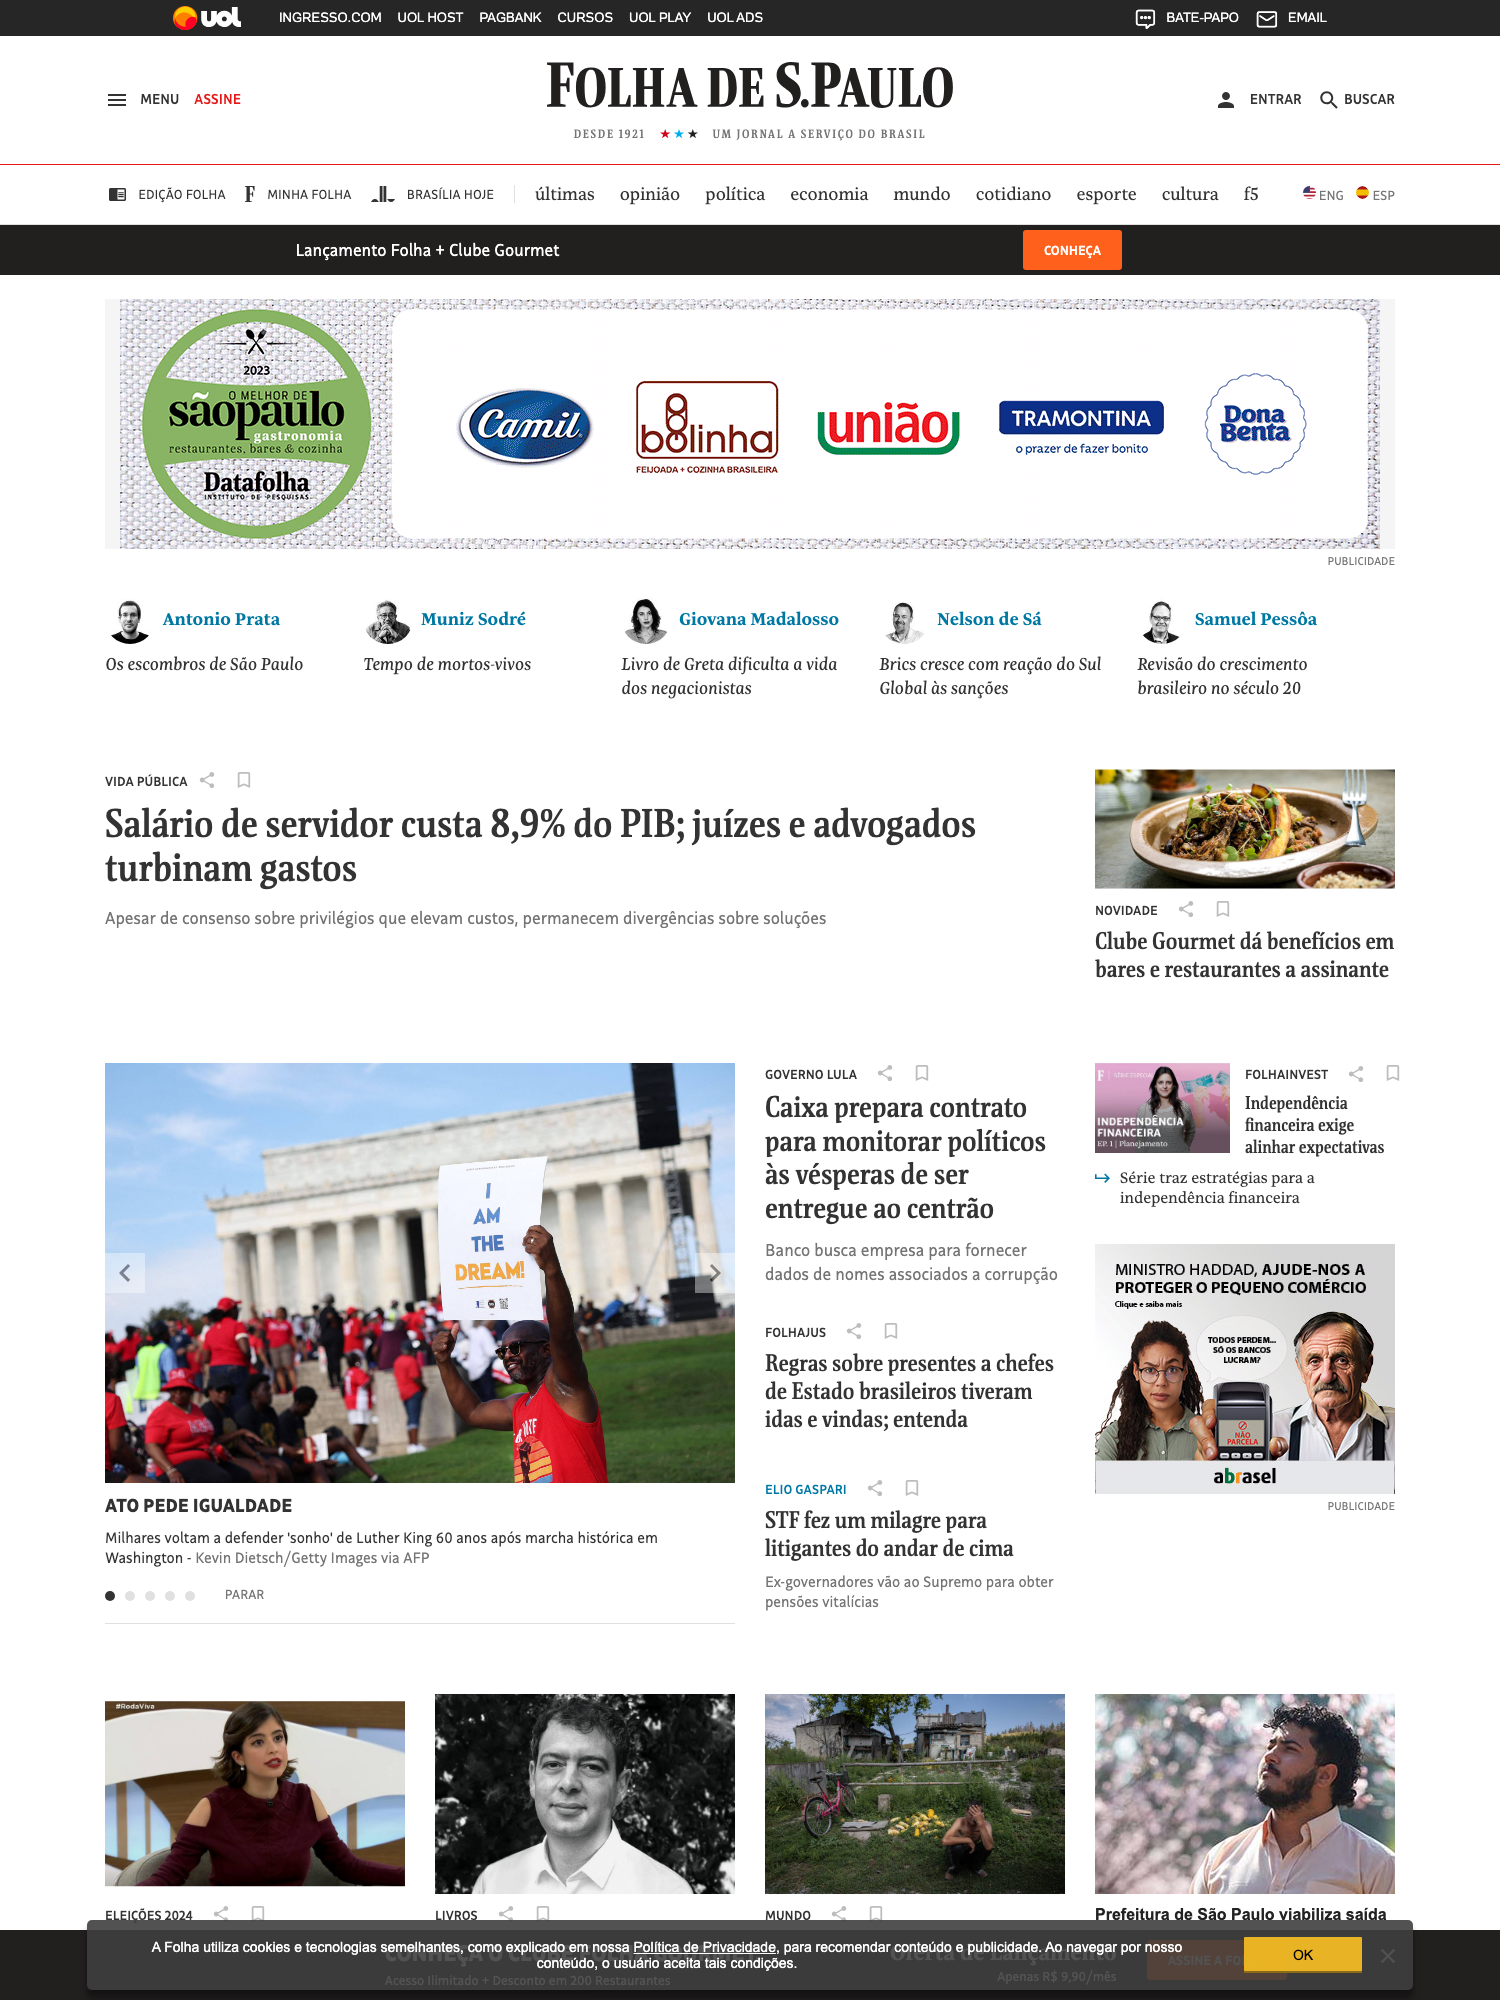 uol
INGRESSO.COM UOL HOST PAGBANK CURSOS UOL PLAY UOL ADS
BATE-PAPO EMAIL
MENU ASSINE
FOLHA DE S.PAULO
DESDE 1921 ★★★ UM JORNAL A SERVIÇO DO BRASIL
ENTRAR BUSCAR
EDIÇÃO FOLHA MINHA FOLHA BRASÍLIA HOJE
últimas opinião política economia mundo cotidiano esporte cultura f5
ENG ESP
Lançamento Folha + Clube Gourmet
CONHEÇA
2023
O MELHOR DE
sãopaulo
gastronomia
restaurantes, bares & cozinha
Datafolha
INSTITUTO DE PESQUISAS
Camil
bolinha
FEIJOADA + COZINHA BRASILEIRA
união
TRAMONTINA
o prazer de fazer bonito
Dona
Benta
PUBLICIDADE
Antonio Prata
Os escombros de São Paulo
Muniz Sodré
Tempo de mortos-vivos
Giovana Madalosso
Livro de Greta dificulta a vida
dos negacionistas
Nelson de Sá
Brics cresce com reação do Sul
Global às sanções
Samuel Pessôa
Revisão do crescimento
brasileiro no século 20
VIDA PÚBLICA
Salário de servidor custa 8,9% do PIB; juízes e advogados
turbinam gastos
Apesar de consenso sobre privilégios que elevam custos, permanecem divergências sobre soluções
NOVIDADE
Clube Gourmet dá benefícios em
bares e restaurantes a assinante
I
AM
THE
DREAM!
ATO PEDE IGUALDADE
Milhares voltam a defender 'sonho' de Luther King 60 anos após marcha histórica em
Washington - Kevin Dietsch/Getty Images via AFP
PARAR
GOVERNO LULA
Caixa prepara contrato
para monitorar políticos
às vésperas de ser
entregue ao centrão
Banco busca empresa para fornecer
dados de nomes associados a corrupção
FOLHAJUS
Regras sobre presentes a chefes
de Estado brasileiros tiveram
idas e vindas; entenda
ELIO GASPARI
STF fez um milagre para
litigantes do andar de cima
Ex-governadores vão ao Supremo para obter
pensões vitalícias
F
INDEPENDÊNCIA
FINANCEIRA
EP. 1 | Planejamento
FOLHAINVEST
Independência
financeira exige
alinhar expectativas
Série traz estratégias para a
independência financeira
MINISTRO HADDAD, AJUDE-NOS A
PROTEGER O PEQUENO COMÉRCIO
Clique e saiba mais
TODOS PERDEM...
SÓ OS BANCOS
LUCRAM?
NÃO
PARCELA
abrasel
PUBLICIDADE
#RodaViva
ELEIÇÕES 2024
LIVROS
MUNDO
Prefeitura de São Paulo viabiliza saída
A Folha utiliza cookies e tecnologias semelhantes, como explicado em nossa Política de Privacidade, para recomendar conteúdo e publicidade. Ao navegar por nosso
conteúdo, o usuário aceita tais condições.
OK
Oferta de Lançamento
Acesso Ilimitado + Desconto em 200 Restaurantes
Apenas R$ 9,90/mês
ASSINE A FO